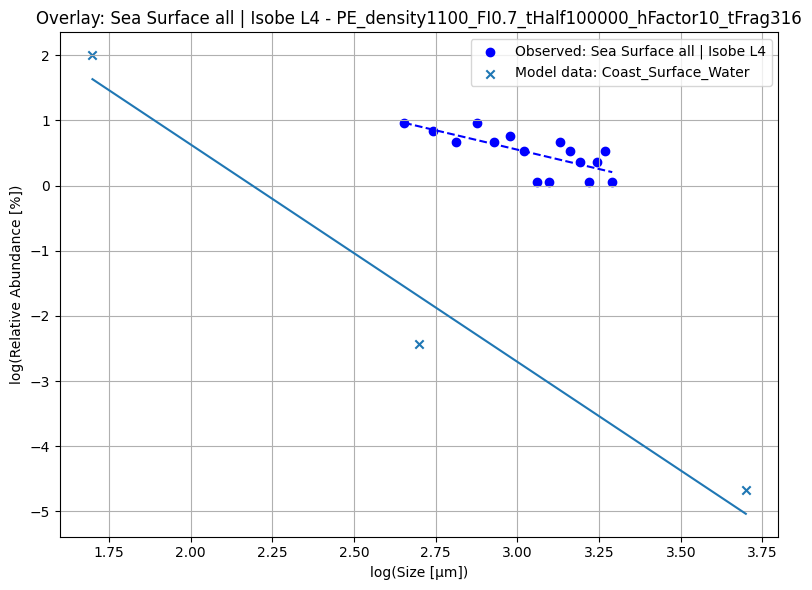 Overlay: Sea Surface all | Isobe L4 - PE_density1100_FI0.7_tHalf100000_hFactor10_tFrag316
Observed: Sea Surface all | Isobe L4
Model data: Coast_Surface_Water
log(Relative Abundance [%])
2
1
0
−1
−2
−3
−4
−5
1.75 2.00 2.25 2.50 2.75 3.00 3.25 3.50 3.75
log(Size [μm])